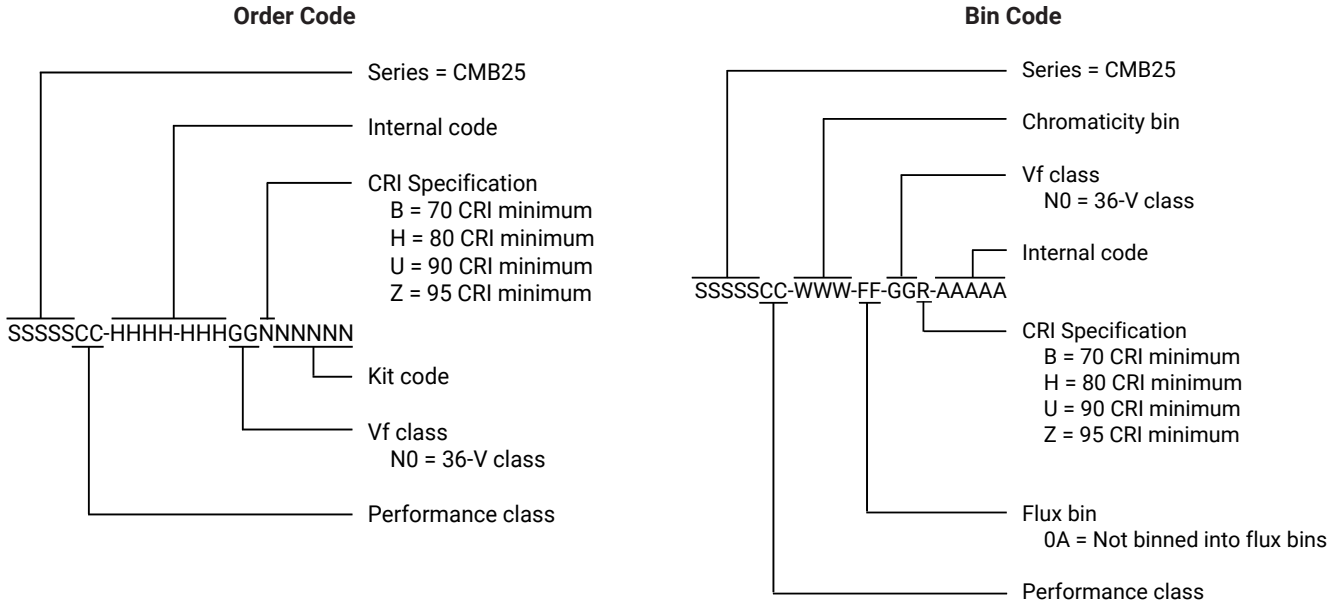 Order Code
Series = CMB25
Internal code
CRI Specification
B = 70 CRI minimum
H = 80 CRI minimum
U = 90 CRI minimum
Z = 95 CRI minimum
SSSSSCC-HHHH-HHHGGNNNNNN
Kit code
Vf class
N0 = 36-V class
Performance class
Bin Code
Series = CMB25
Chromaticity bin
Vf class
N0 = 36-V class
Internal code
SSSSSCC-WWW-FF-GGR-AAAAA
CRI Specification
B = 70 CRI minimum
H = 80 CRI minimum
U = 90 CRI minimum
Z = 95 CRI minimum
Flux bin
0A = Not binned into flux bins
Performance class